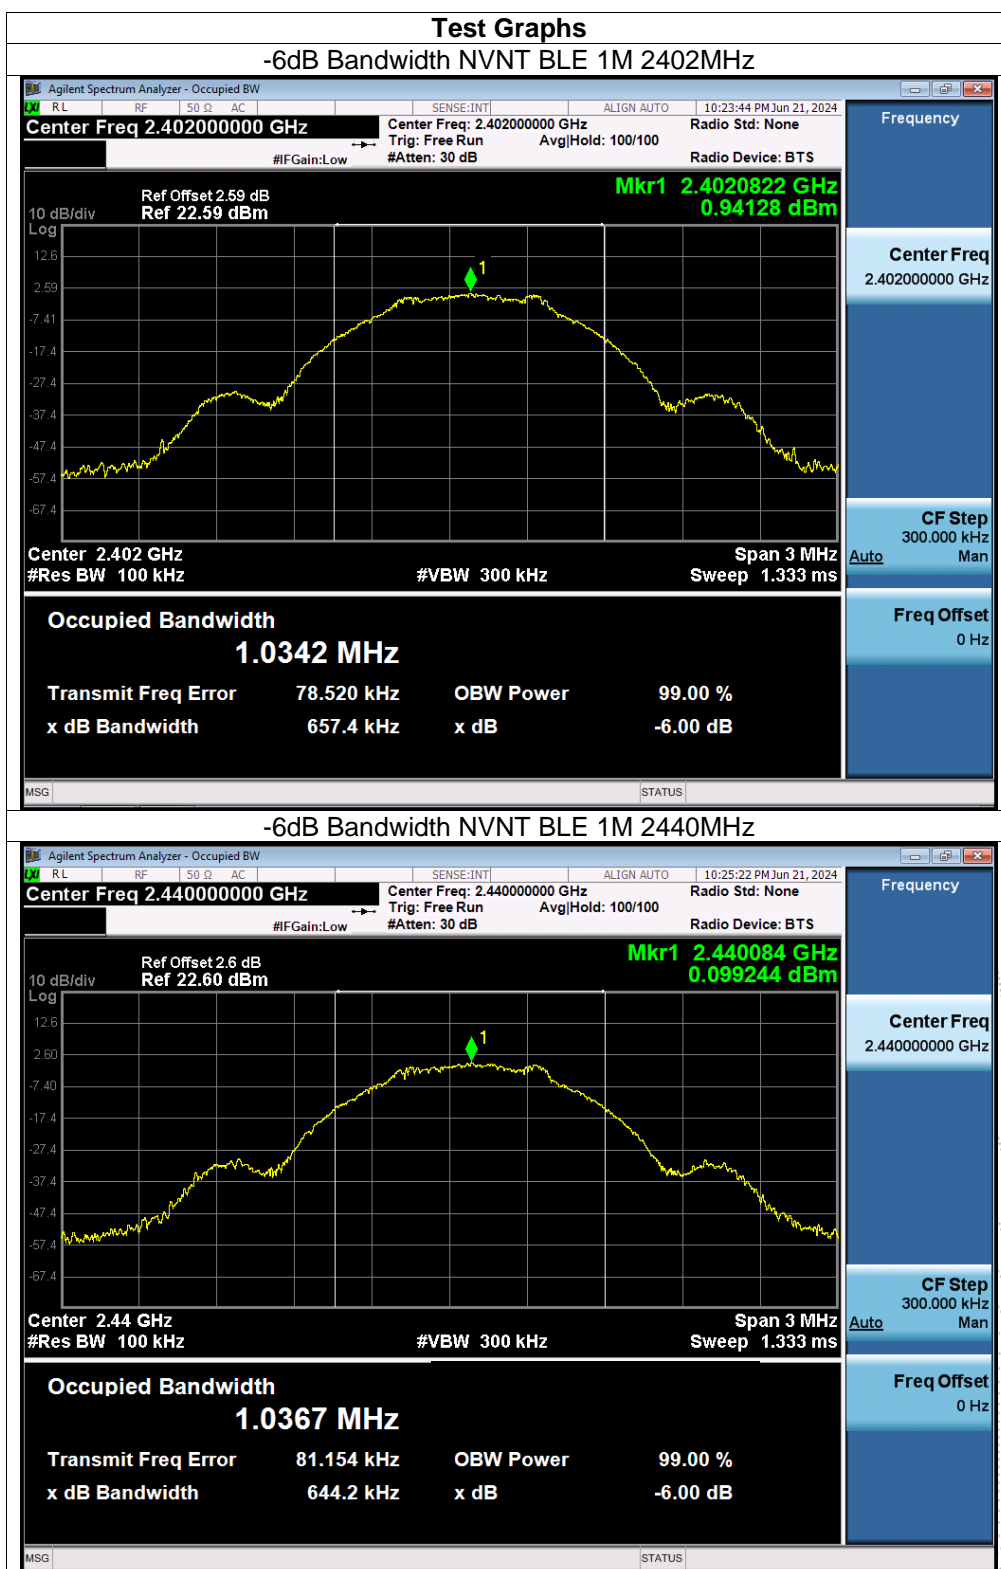 Test Graphs
-6dB Bandwidth NVNT BLE 1M 2402MHz
Agilent Spectrum Analyzer - Occupied BW
LXI RL RF 50 Ω AC SENSE:INT ALIGN AUTO 10:23:44 PM Jun 21, 2024
Center Freq 2.402000000 GHz Center Freq: 2.402000000 GHz Radio Std: None
Trig: Free Run Avg|Hold: 100/100
#IFGain:Low #Atten: 30 dB Radio Device: BTS
Frequency
Ref Offset 2.59 dB Mkr1 2.4020822 GHz
10 dB/div Ref 22.59 dBm 0.94128 dBm
Log
12.6
2.59
-7.41
-17.4
-27.4
-37.4
-47.4
-57.4
-67.4
1
Center Freq
2.402000000 GHz
Center 2.402 GHz Span 3 MHz
#Res BW 100 kHz #VBW 300 kHz Sweep 1.333 ms
CF Step
300.000 kHz
Auto Man
Occupied Bandwidth
1.0342 MHz
Transmit Freq Error 78.520 kHz OBW Power 99.00 %
x dB Bandwidth 657.4 kHz x dB -6.00 dB
Freq Offset
0 Hz
MSG STATUS
-6dB Bandwidth NVNT BLE 1M 2440MHz
Agilent Spectrum Analyzer - Occupied BW
LXI RL RF 50 Ω AC SENSE:INT ALIGN AUTO 10:25:22 PM Jun 21, 2024
Center Freq 2.440000000 GHz Center Freq: 2.440000000 GHz Radio Std: None
Trig: Free Run Avg|Hold: 100/100
#IFGain:Low #Atten: 30 dB Radio Device: BTS
Frequency
Ref Offset 2.6 dB Mkr1 2.440084 GHz
10 dB/div Ref 22.60 dBm 0.099244 dBm
Log
12.6
2.60
-7.40
-17.4
-27.4
-37.4
-47.4
-57.4
-67.4
1
Center Freq
2.440000000 GHz
Center 2.44 GHz Span 3 MHz
#Res BW 100 kHz #VBW 300 kHz Sweep 1.333 ms
CF Step
300.000 kHz
Auto Man
Occupied Bandwidth
1.0367 MHz
Transmit Freq Error 81.154 kHz OBW Power 99.00 %
x dB Bandwidth 644.2 kHz x dB -6.00 dB
Freq Offset
0 Hz
MSG STATUS